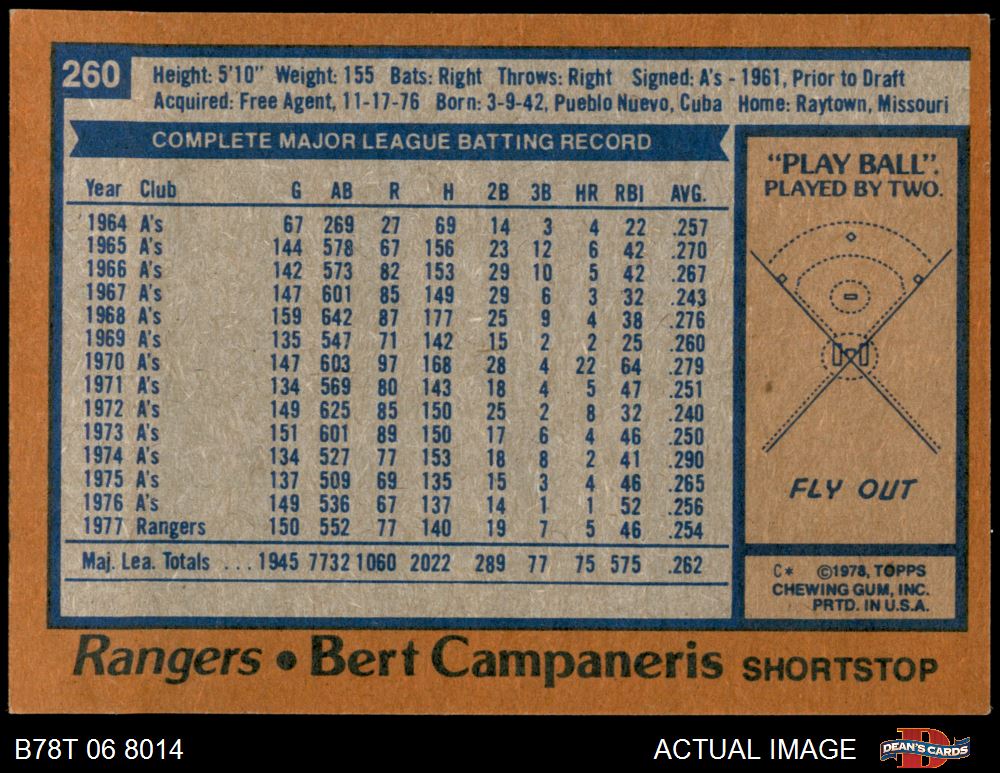 260
Height: 5'10" Weight: 155 Bats: Right Throws: Right Signed: A's - 1961, Prior to Draft
Acquired: Free Agent, 11-17-76 Born: 3-9-42, Pueblo Nuevo, Cuba Home: Raytown, Missouri
COMPLETE MAJOR LEAGUE BATTING RECORD
Year Club G AB R H 2B 3B HR RBI AVG.
1964 A's 67 269 27 69 14 3 4 22 .257
1965 A's 144 578 67 156 23 12 6 42 .270
1966 A's 142 573 82 153 29 10 5 42 .267
1967 A's 147 601 85 149 29 6 3 32 .243
1968 A's 159 642 87 177 25 9 4 38 .276
1969 A's 135 547 71 142 15 2 2 25 .260
1970 A's 147 603 97 168 28 4 22 64 .279
1971 A's 134 569 80 143 18 4 5 47 .251
1972 A's 149 625 85 150 25 2 8 32 .240
1973 A's 151 601 89 150 17 6 4 46 .250
1974 A's 134 527 77 153 18 8 2 41 .290
1975 A's 137 509 69 135 15 3 4 46 .265
1976 A's 149 536 67 137 14 1 1 52 .256
1977 Rangers 150 552 77 140 19 7 5 46 .254
Maj. Lea. Totals ... 1945 7732 1060 2022 289 77 75 575 .262
"PLAY BALL".
PLAYED BY TWO.
FLY OUT
C* ©1978, TOPPS
CHEWING GUM, INC.
PRTD. IN U.S.A.
Rangers • Bert Campaneris SHORTSTOP
B78T 06 8014
ACTUAL IMAGE
DEAN'S CARDS